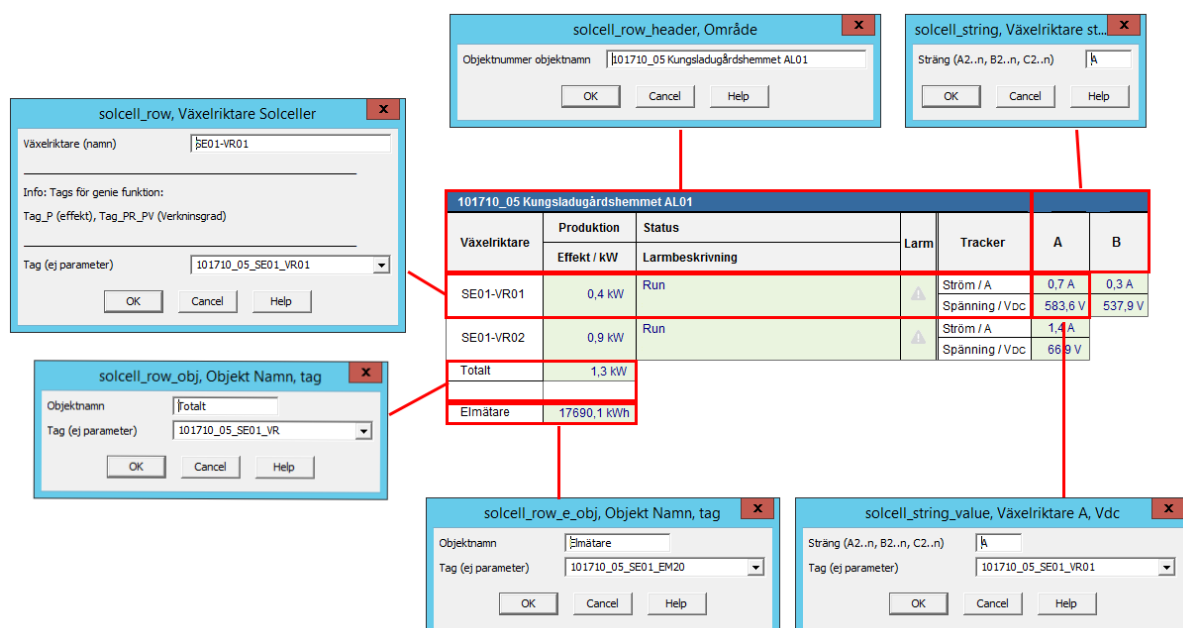 solcell_row_header, Område
x
Objektnummer objektnamn
101710_05 Kungsladugårdshemmet AL01
OK Cancel Help
solcell_string, Växelriktare st...
x
Sträng (A2..n, B2..n, C2..n)
A
OK Cancel Help
solcell_row, Växelriktare Solceller
x
Växelriktare (namn)
SE01-VR01
Info: Tags för genie funktion:
Tag_P (effekt), Tag_PR_PV (Verkninsgrad)
Tag (ej parameter)
101710_05_SE01_VR01
OK Cancel Help
101710_05 Kungsladugårdshemmet AL01
Växelriktare Produktion Status Larm Tracker A B
Effekt / kW Larmbeskrivning
SE01-VR01 0,4 kW Run Ström / A 0,7 A 0,3 A
Spänning / VDC 583,6 V 537,9 V
SE01-VR02 0,9 kW Run Ström / A 1,4 A
Spänning / VDC 66,9 V
Totalt 1,3 kW
Elmätare 17690,1 kWh
solcell_row_obj, Objekt Namn, tag
x
Objektnamn
Totalt
Tag (ej parameter)
101710_05_SE01_VR
OK Cancel Help
solcell_row_e_obj, Objekt Namn, tag
x
Objektnamn
Elmätare
Tag (ej parameter)
101710_05_SE01_EM20
OK Cancel Help
solcell_string_value, Växelriktare A, Vdc
x
Sträng (A2..n, B2..n, C2..n)
A
Tag (ej parameter)
101710_05_SE01_VR01
OK Cancel Help